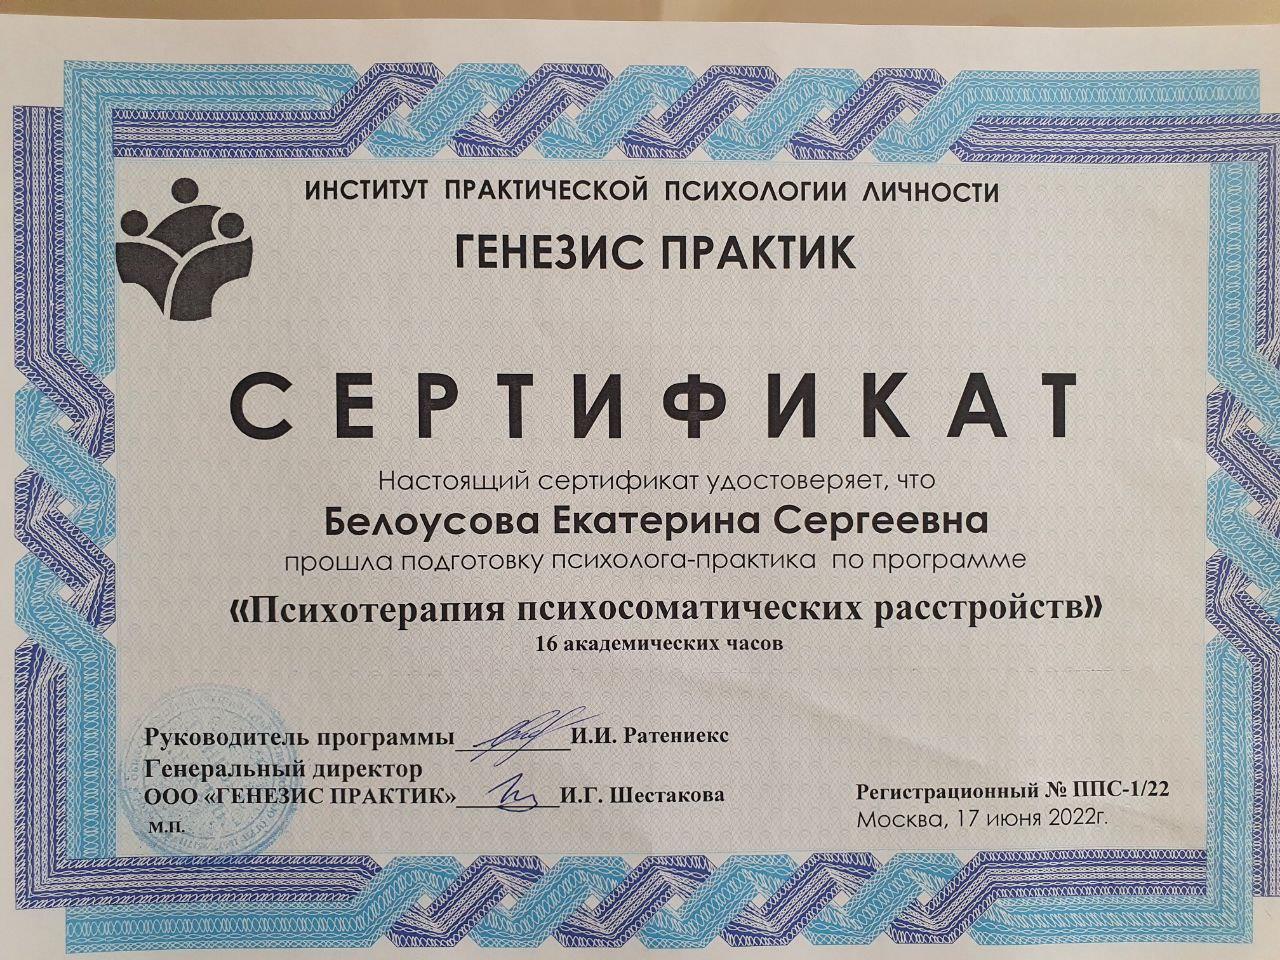 ИНСТИТУТ ПРАКТИЧЕСКОЙ ПСИХОЛОГИИ ЛИЧНОСТИ
ГЕНЕЗИС ПРАКТИК
СЕРТИФИКАТ
Настоящий сертификат удостоверяет, что
Белоусова Екатерина Сергеевна
прошла подготовку психолога-практика по программе
«Психотерапия психосоматических расстройств»
16 академических часов
Руководитель программы__________И.И. Ратениекс
Генеральный директор
ООО «ГЕНЕЗИС ПРАКТИК»_________И.Г. Шестакова
М.П.
Регистрационный № ППС-1/22
Москва, 17 июня 2022г.